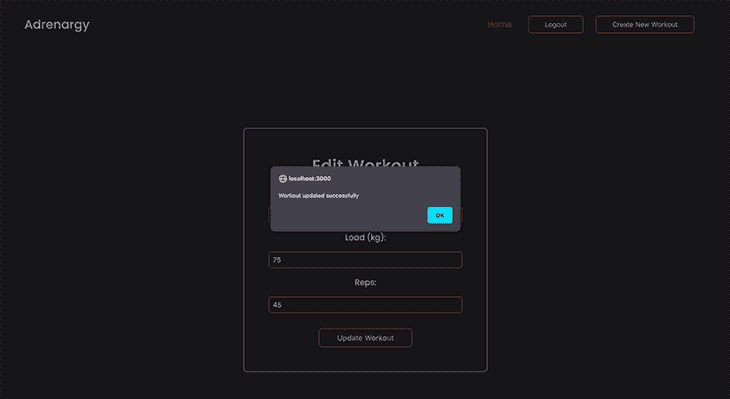 Adrenargy
Home
Logout
Create New Workout
Edit Workout
localhost:3000
Workout updated successfully
OK
Load (kg):
75
Reps:
45
Update Workout